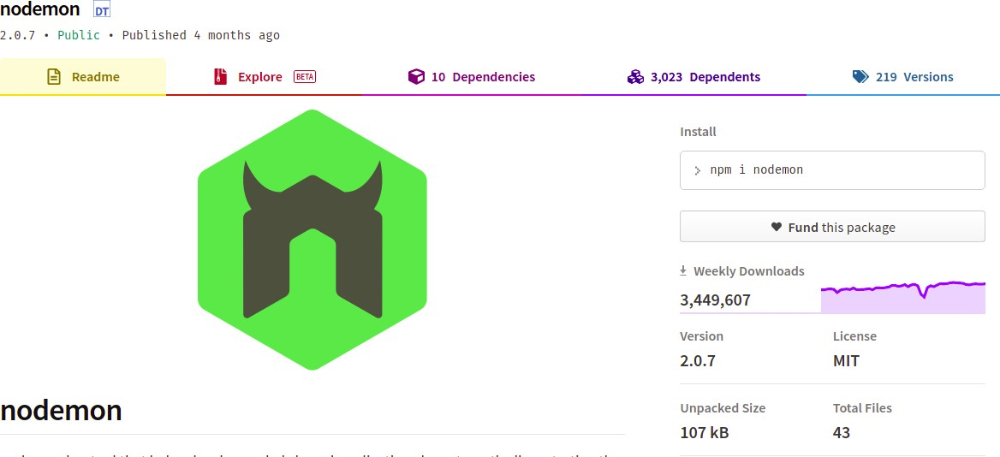 nodemon DT
2.0.7 • Public • Published 4 months ago
Readme Explore BETA 10 Dependencies 3,023 Dependents 219 Versions
Install
npm i nodemon
Fund this package
Weekly Downloads
3,449,607
Version License
2.0.7 MIT
nodemon
Unpacked Size Total Files
107 kB 43